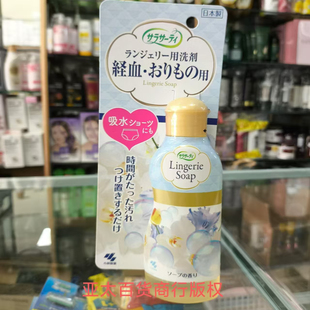 日本製
サラサーティ
ランジェリー用洗剤
経血・おりもの用
Lingerie Soap
吸水ショーツ
にも
時間がたった汚れ
つけ置きするだけ
サラサーティ
Lingerie
Soap
ソープの香り
亚太百货商行版权